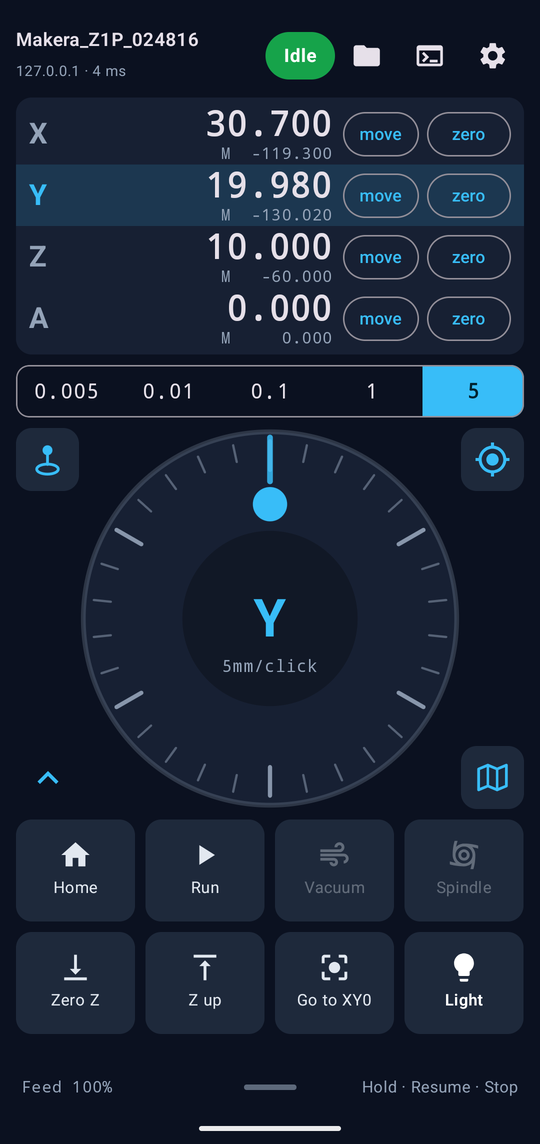 Makera_Z1P_024816
127.0.0.1 · 4 ms
Idle
X 30.700 move zero
M -119.300
Y 19.980 move zero
M -130.020
Z 10.000 move zero
M -60.000
A 0.000 move zero
M 0.000
0.005 0.01 0.1 1 5
Y
5mm/click
Home Run Vacuum Spindle
Zero Z Z up Go to XY0 Light
Feed 100% Hold · Resume · Stop